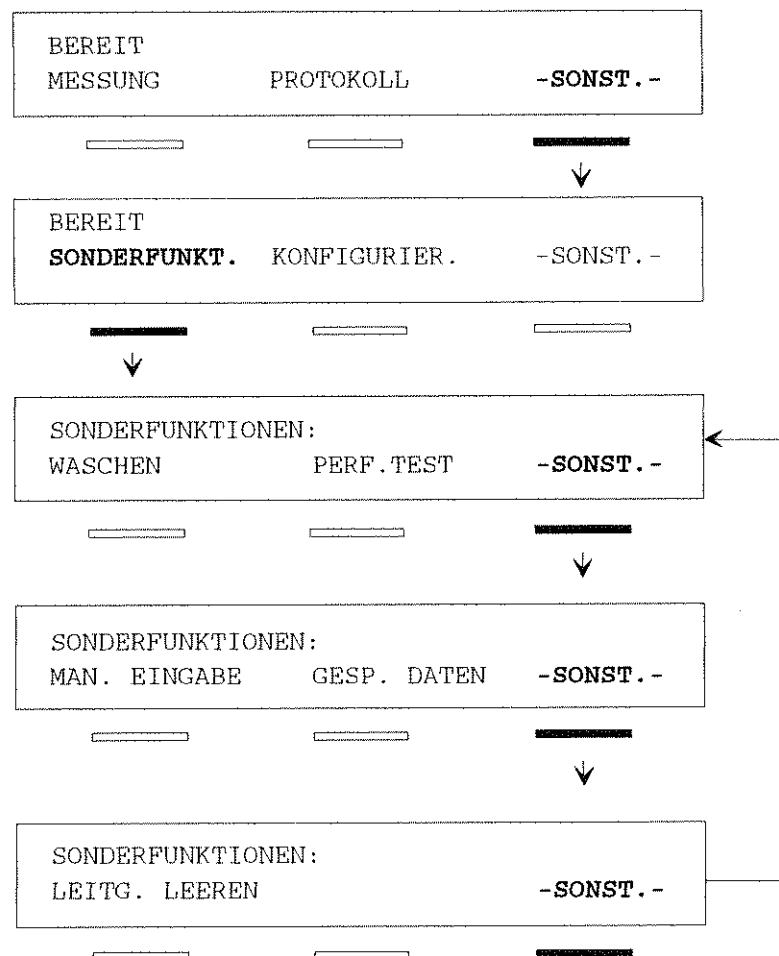 BEREIT
MESSUNG PROTOKOLL -SONST.-
BEREIT
SONDERFUNKT. KONFIGURIER. -SONST.-
SONDERFUNKTIONEN:
WASCHEN PERF.TEST -SONST.-
SONDERFUNKTIONEN:
MAN. EINGABE GESP. DATEN -SONST.-
SONDERFUNKTIONEN:
LEITG. LEEREN -SONST.-